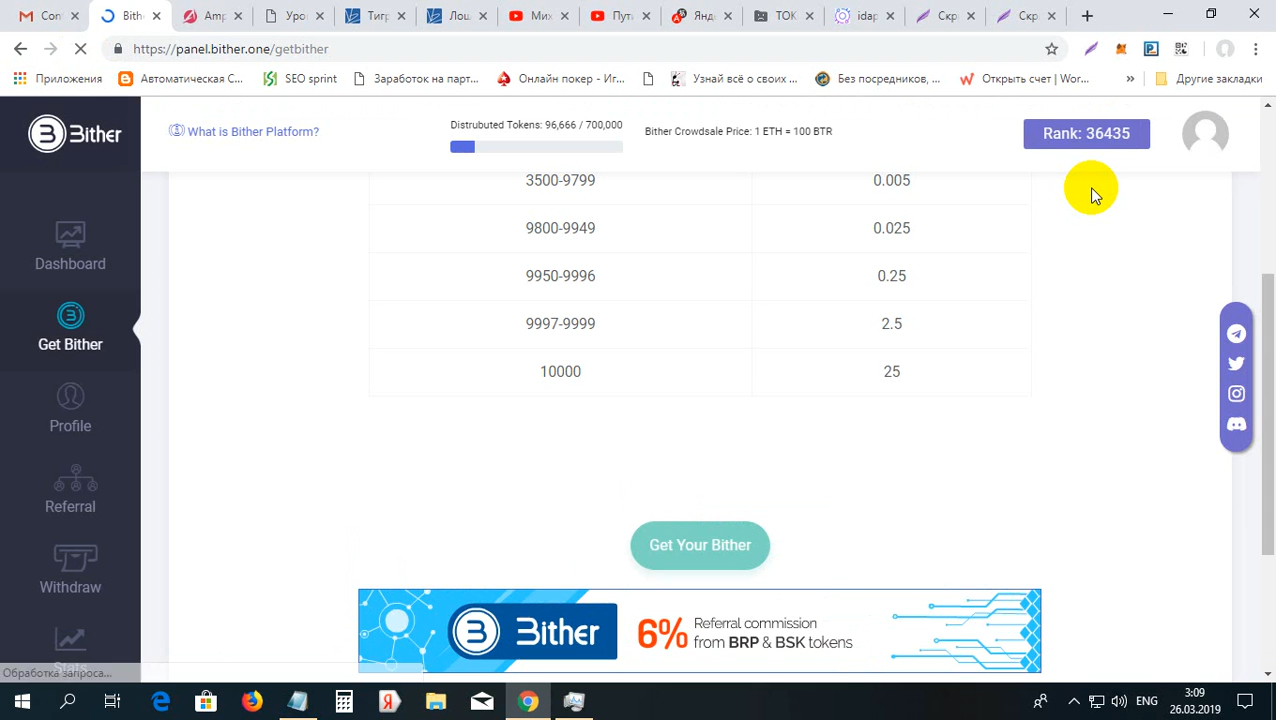 Con
Bithe
Amp
Уро
Тигр
Лош
Ми
Пут
Янд
ТОК
idap
Скр
Скр
https://panel.bither.one/getbither
Приложения
Автоматическая С...
SEO sprint
Заработок на парт...
Онлайн покер - Иг...
Узнай всё о своих ...
Без посредников, ...
Открыть счет | Wor...
Другие закладки
Bither
What is Bither Platform?
Distrubuted Tokens: 96,666 / 700,000
Bither Crowdsale Price: 1 ETH = 100 BTR
Rank: 36435
3500-9799 0.005
9800-9949 0.025
9950-9996 0.25
9997-9999 2.5
10000 25
Dashboard
Get Bither
Profile
Referral
Withdraw
Stats
Get Your Bither
Bither
6%
Referral commission
from BRP & BSK tokens
Обработка запроса...
ENG
3:09
26.03.2019